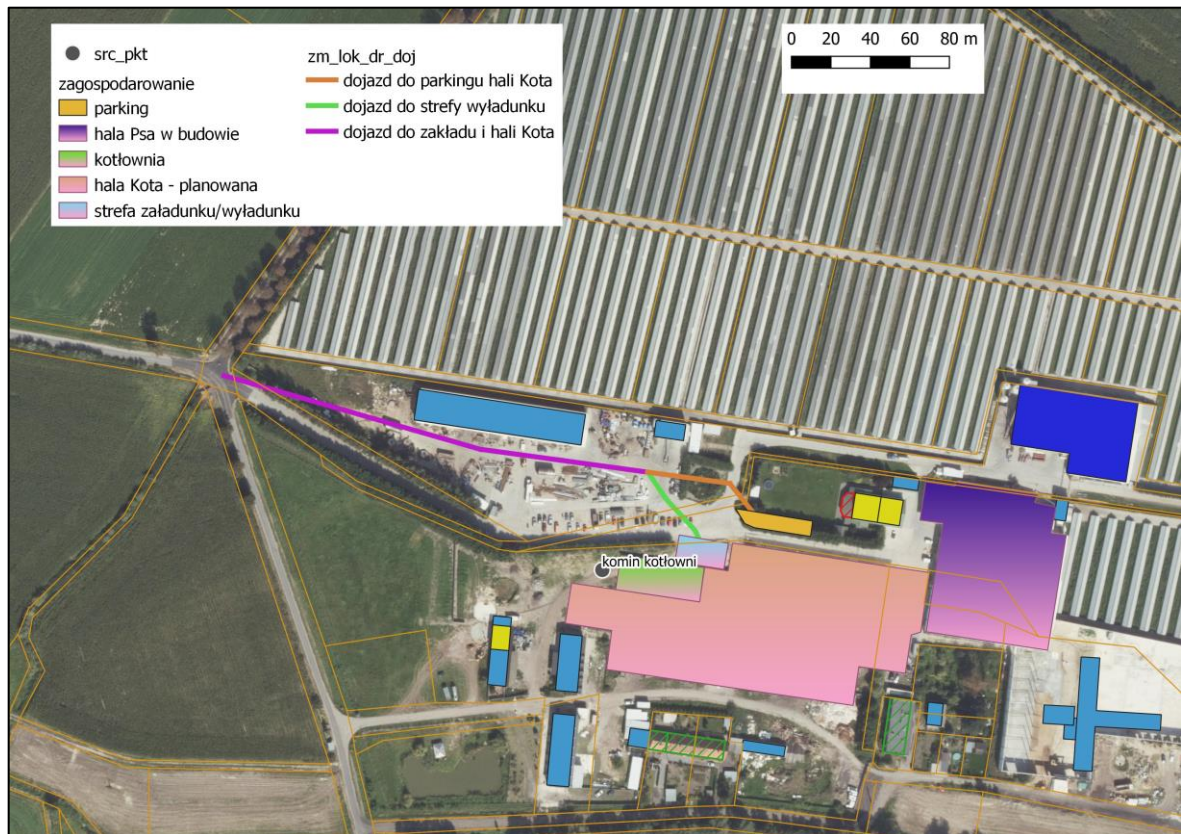 src_pkt
zagospodarowanie
parking
hala Psa w budowie
kotłownia
hala Kota - planowana
strefa załadunku/wyładunku
zm_lok_dr_doj
dojazd do parkingu hali Kota
dojazd do strefy wyładunku
dojazd do zakładu i hali Kota
0 20 40 60 80 m
komin kotłowni